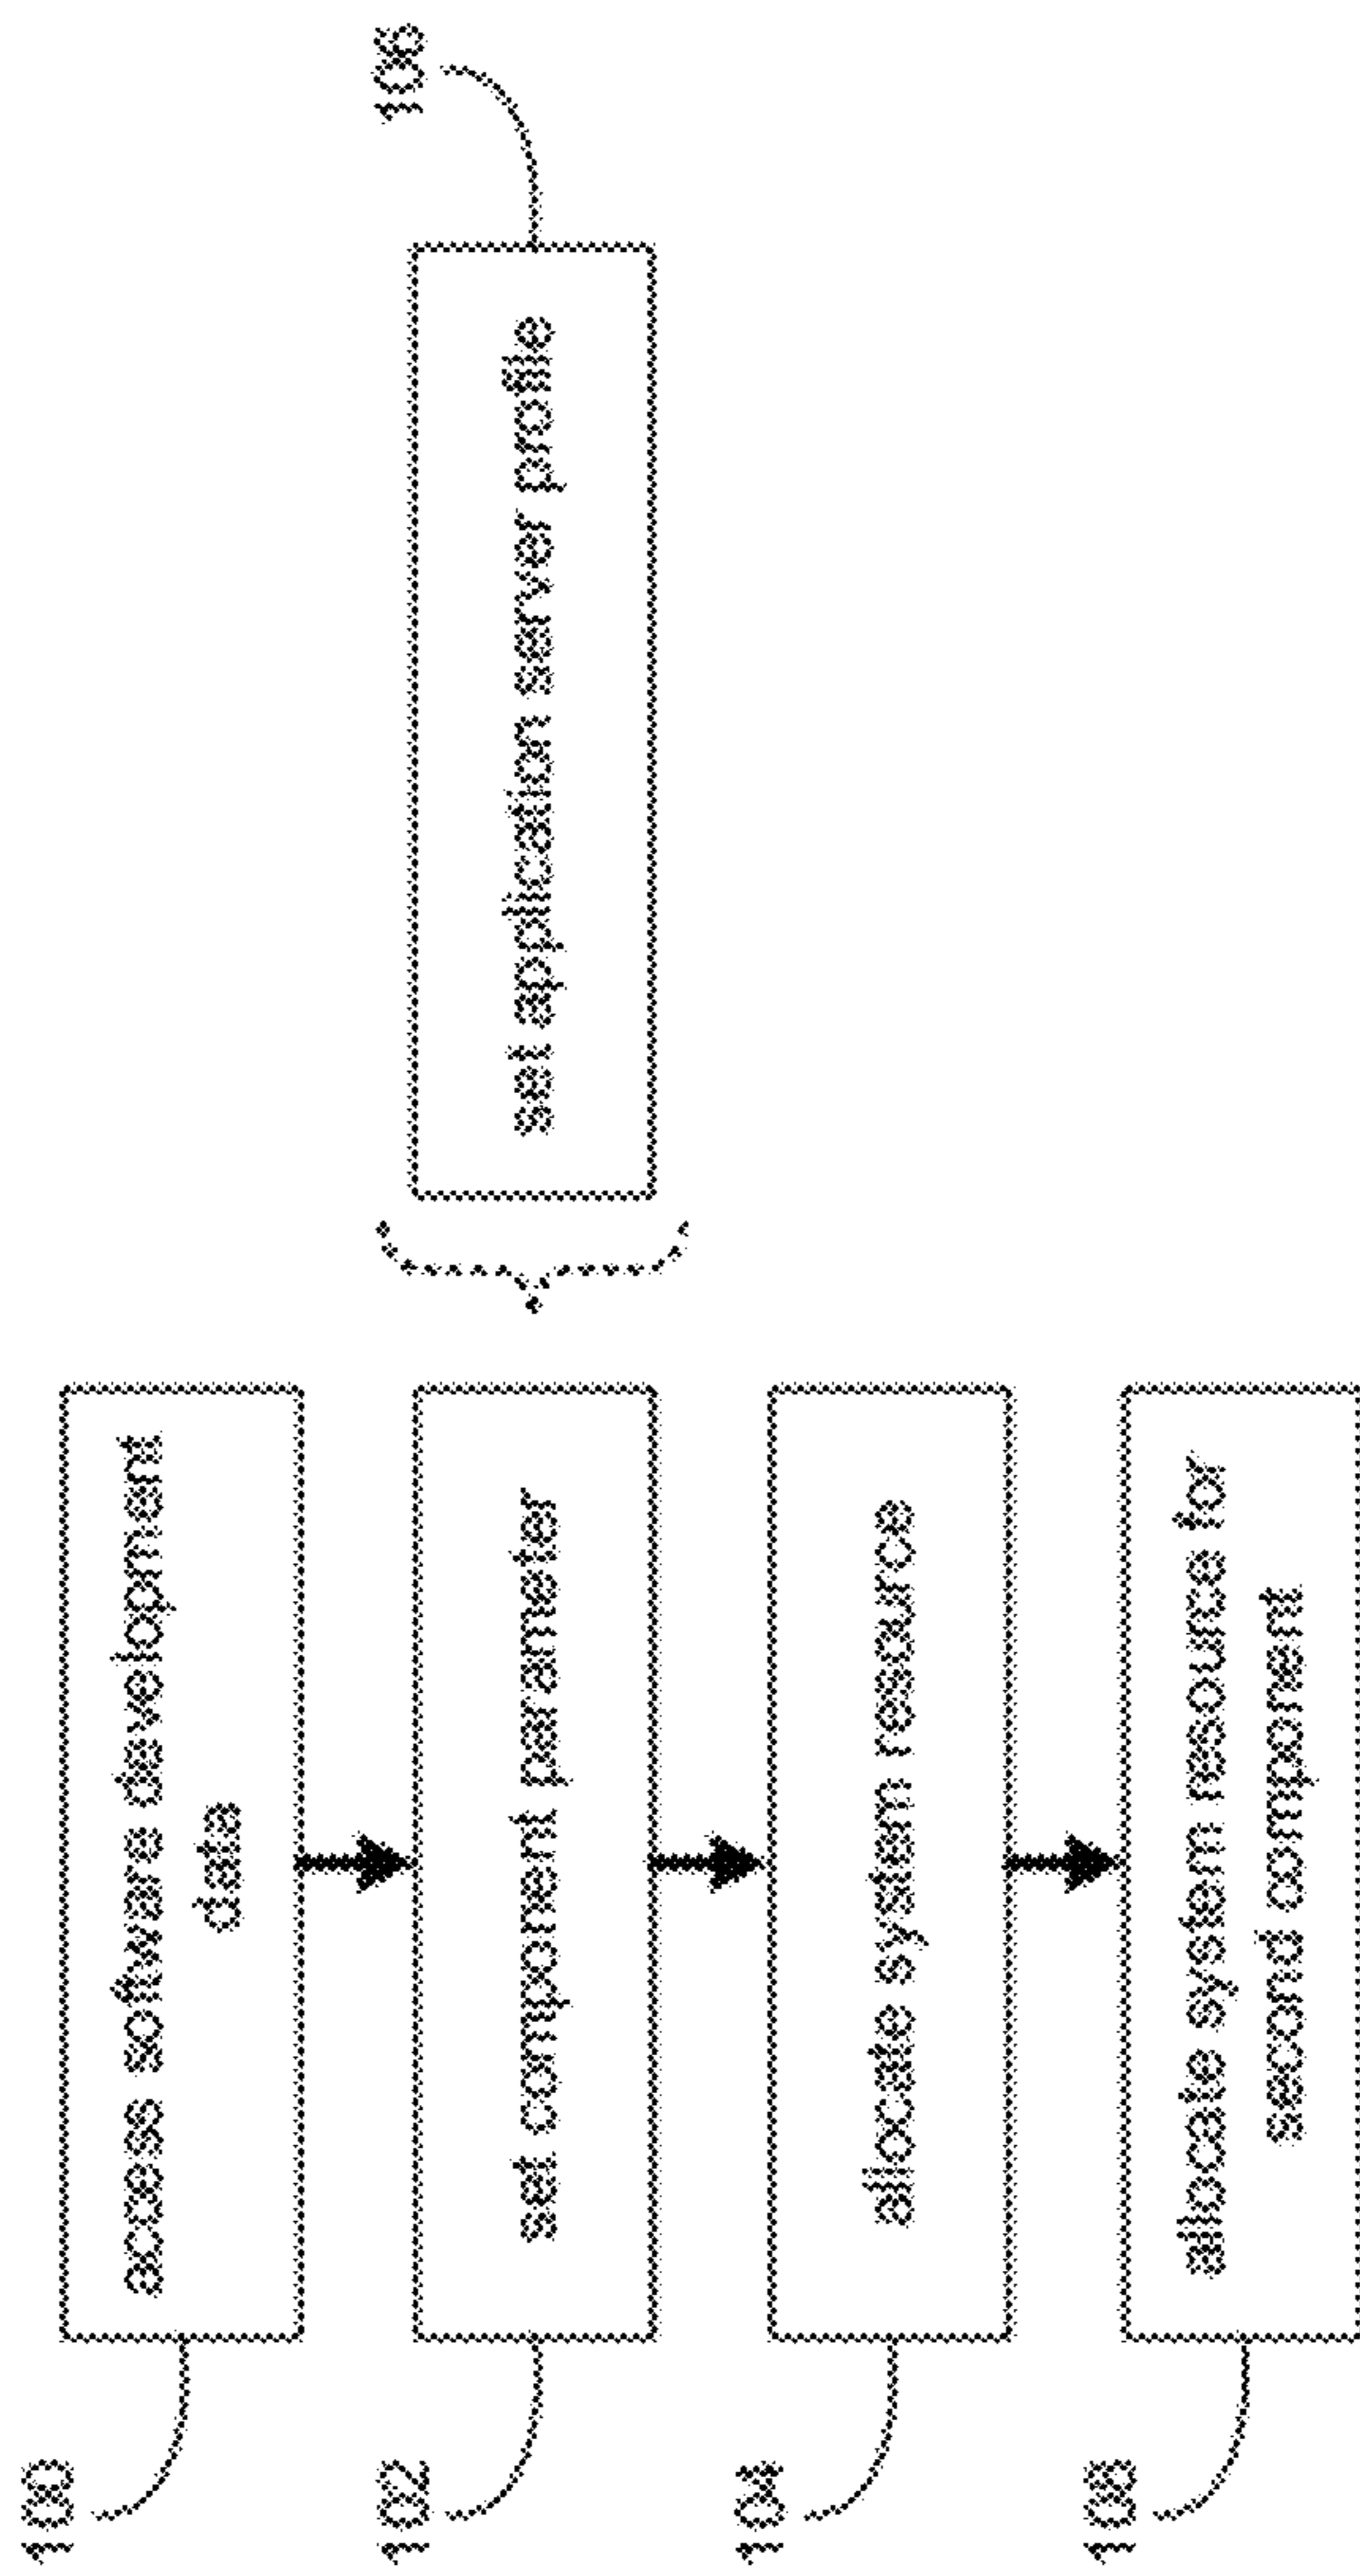 100
access software development
data
102
set component parameter
106
set application server profile
104
allocate system resource
108
allocate system resource for
second component